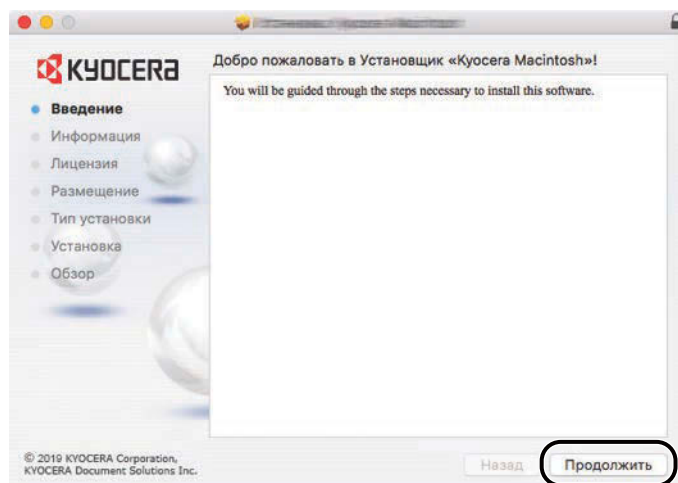 KYOCERA
Добро пожаловать в Установщик «Kyocera Macintosh»!
You will be guided through the steps necessary to install this software.
Введение
Информация
Лицензия
Размещение
Тип установки
Установка
Обзор
© 2019 KYOCERA Corporation,
KYOCERA Document Solutions Inc.
Назад
Продолжить